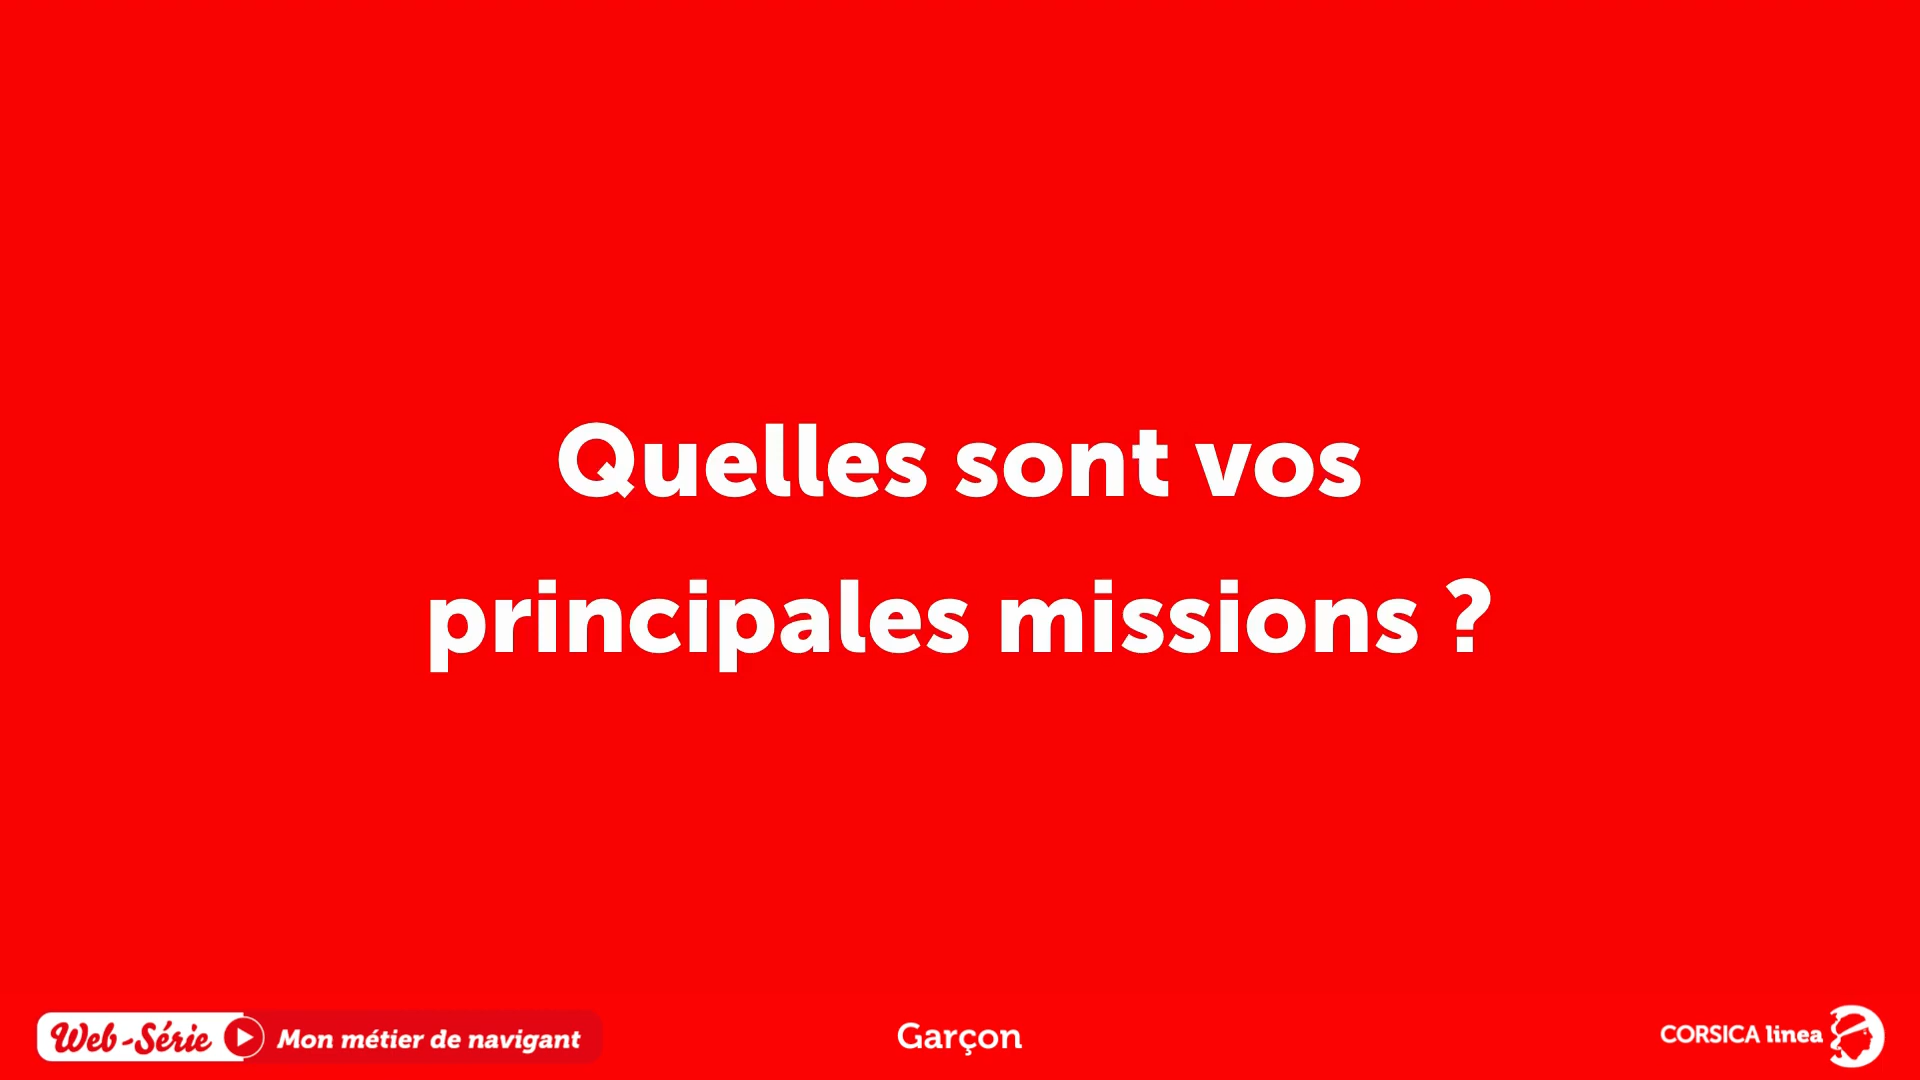 Quelles sont vos
principales missions ?
Web-Série Mon métier de navigant
Garçon
CORSICA linea